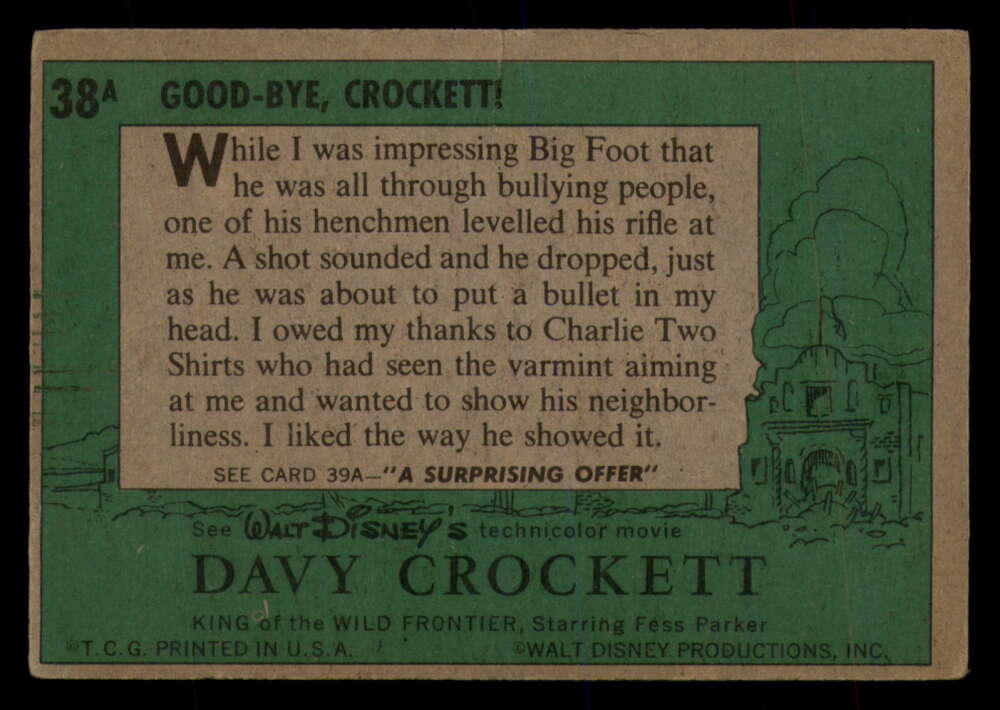 38A GOOD-BYE, CROCKETT!
While I was impressing Big Foot that
he was all through bullying people,
one of his henchmen levelled his rifle at
me. A shot sounded and he dropped, just
as he was about to put a bullet in my
head. I owed my thanks to Charlie Two
Shirts who had seen the varmint aiming
at me and wanted to show his neighbor-
liness. I liked the way he showed it.
SEE CARD 39A—"A SURPRISING OFFER"
See WALT DISNEY'S technicolor movie
DAVY CROCKETT
KING of the WILD FRONTIER, Starring Fess Parker
©T.C.G. PRINTED IN U.S.A. ©WALT DISNEY PRODUCTIONS, INC.